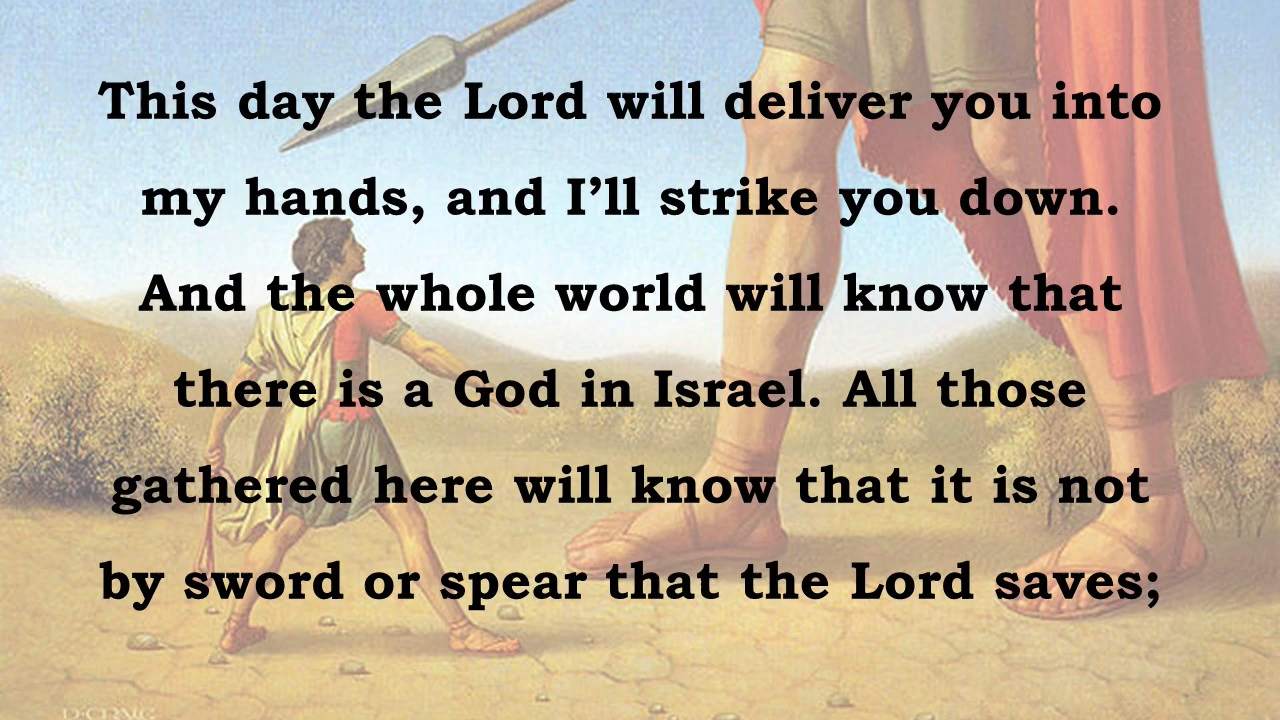 This day the Lord will deliver you into
my hands, and I’ll strike you down.
And the whole world will know that
there is a God in Israel. All those
gathered here will know that it is not
by sword or spear that the Lord saves;